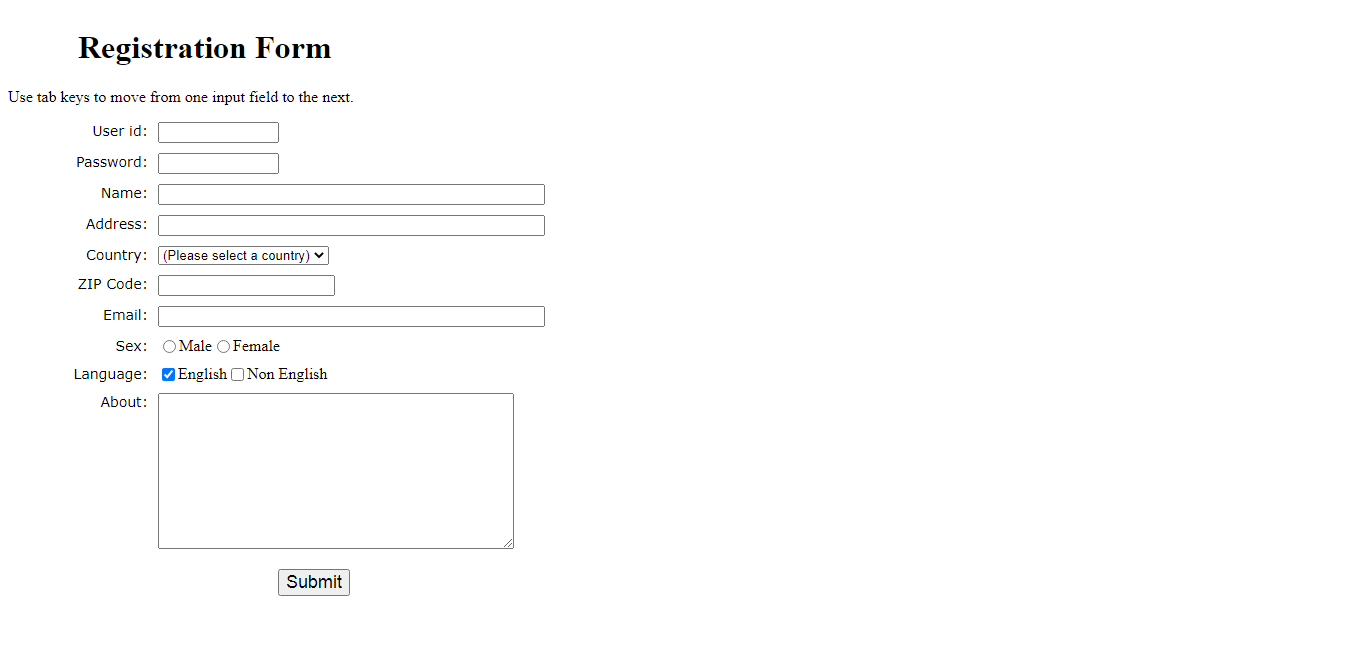 Registration Form
Use tab keys to move from one input field to the next.
User id:
Password:
Name:
Address:
Country: (Please select a country)
ZIP Code:
Email:
Sex: Male Female
Language: English Non English
About:
Submit